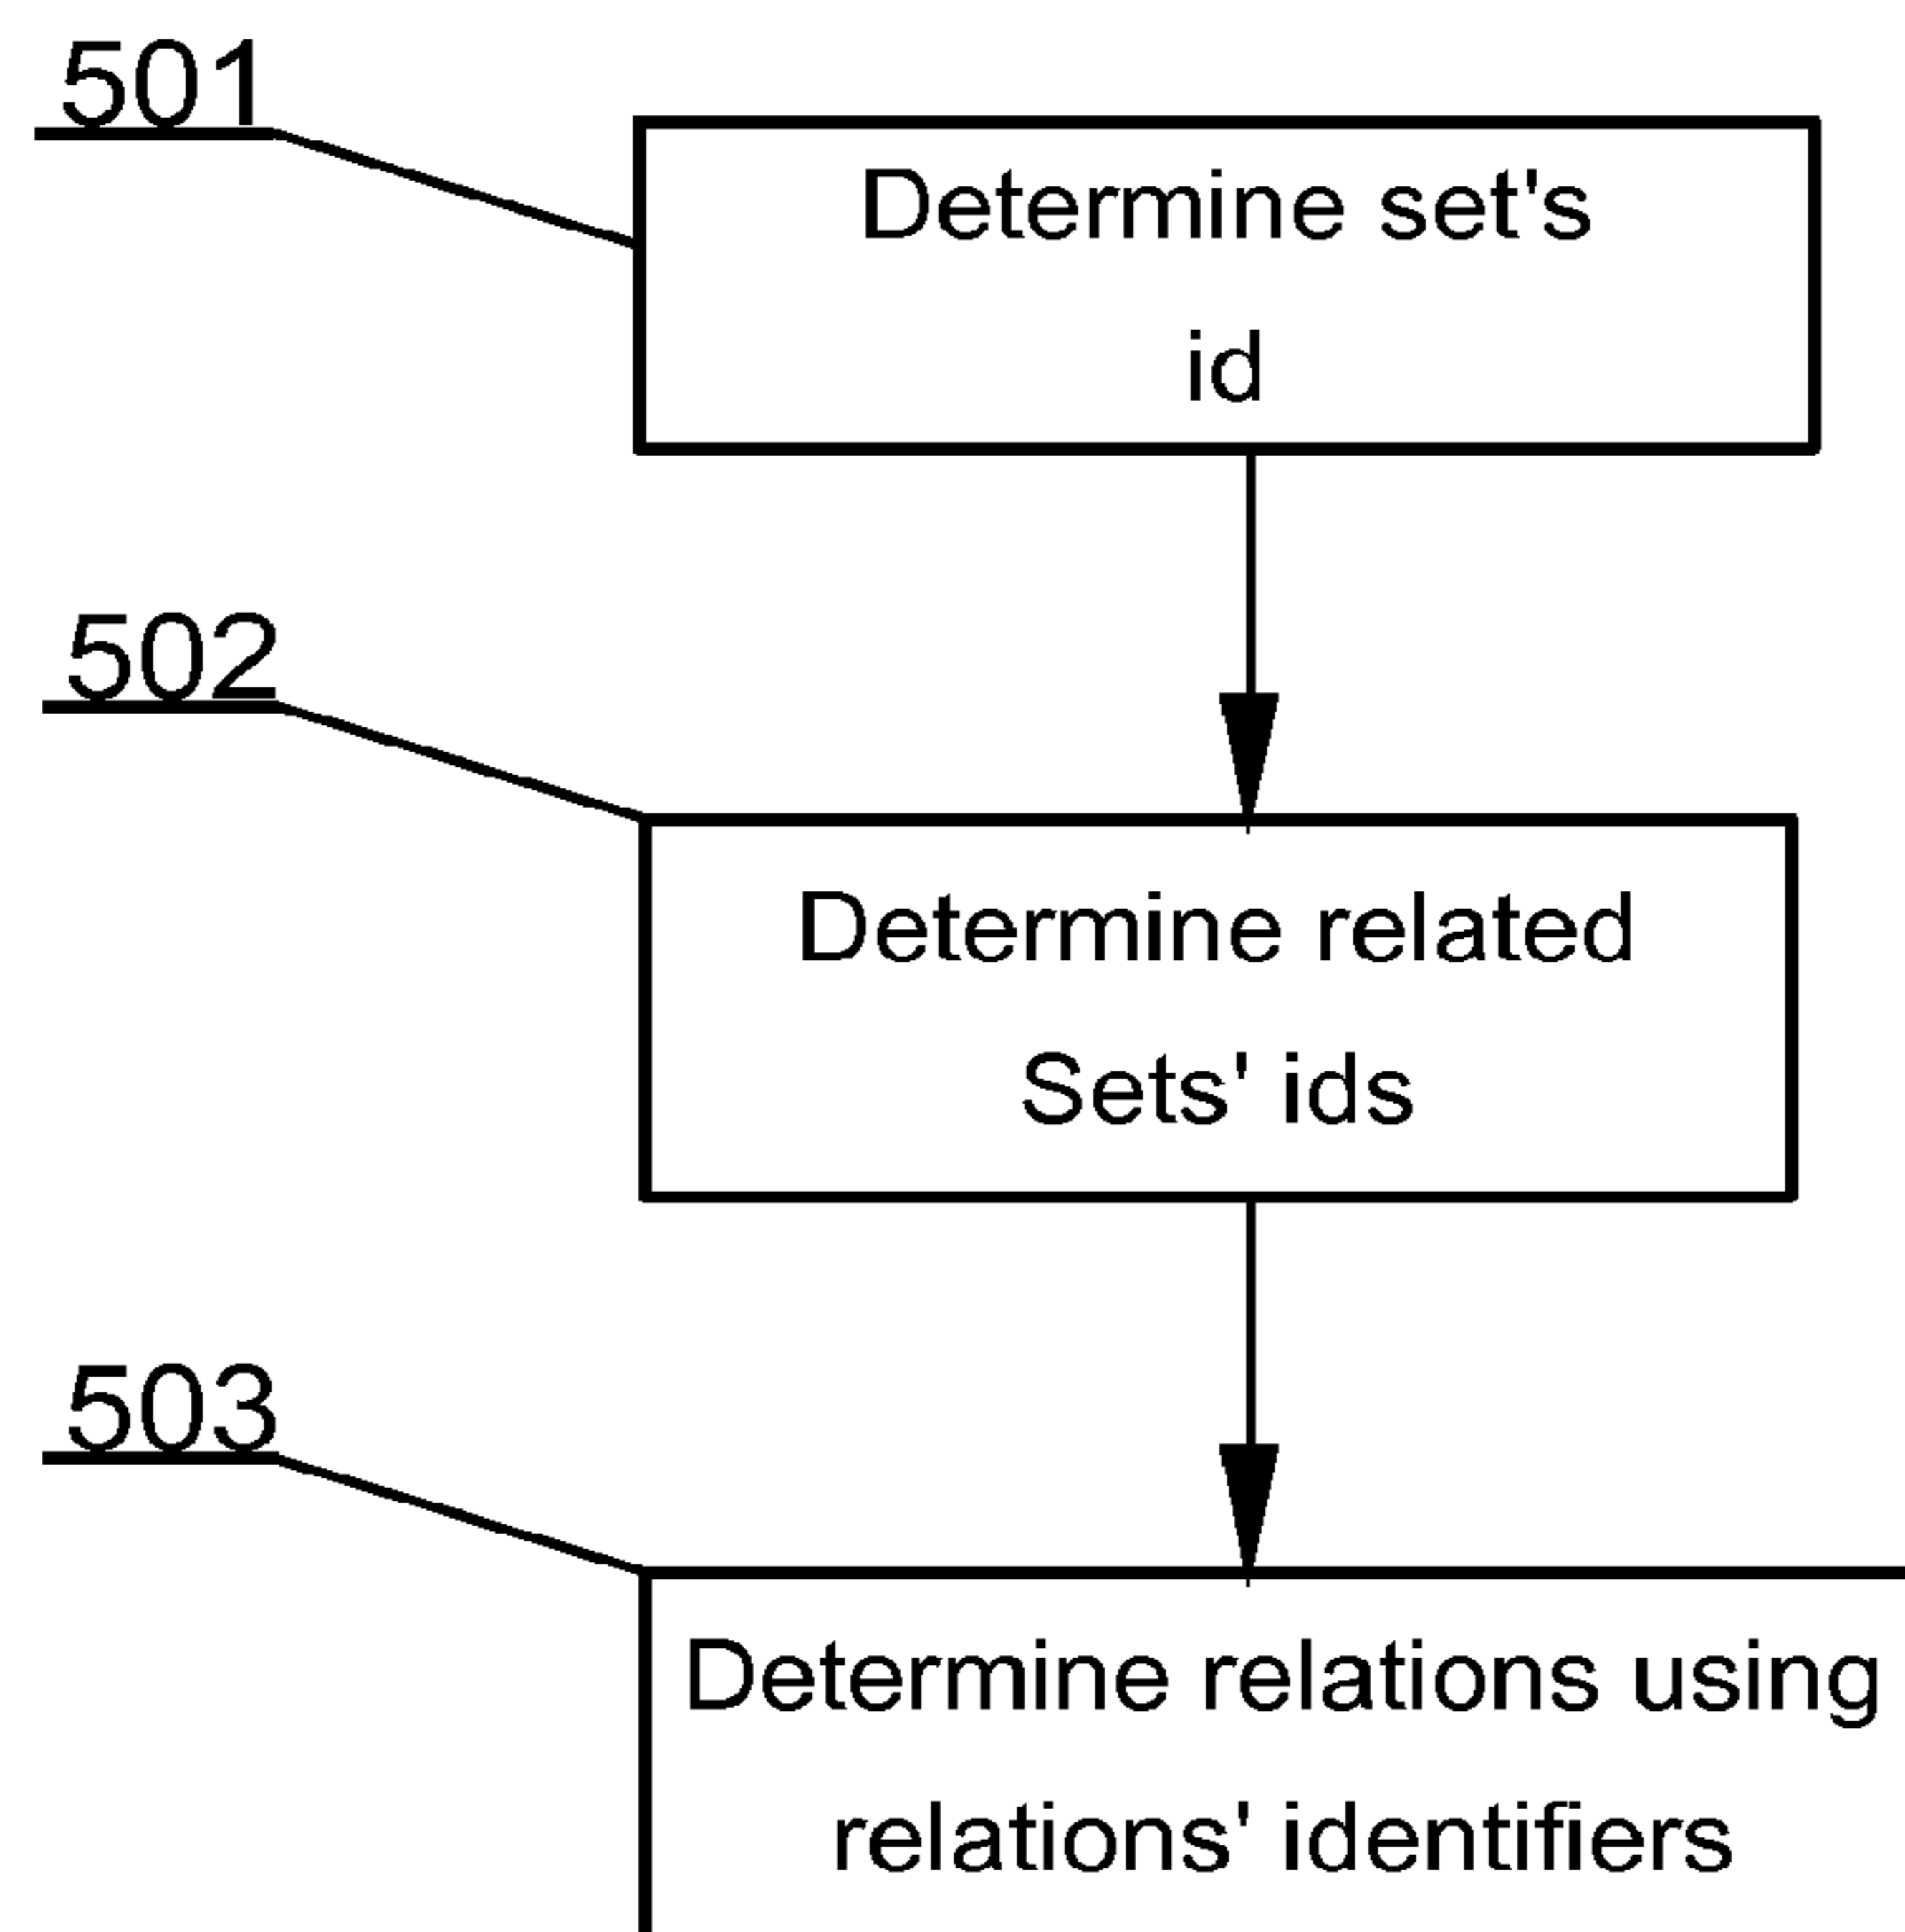 501
Determine set's
id
502
Determine related
Sets' ids
503
Determine relations using
relations' identifiers